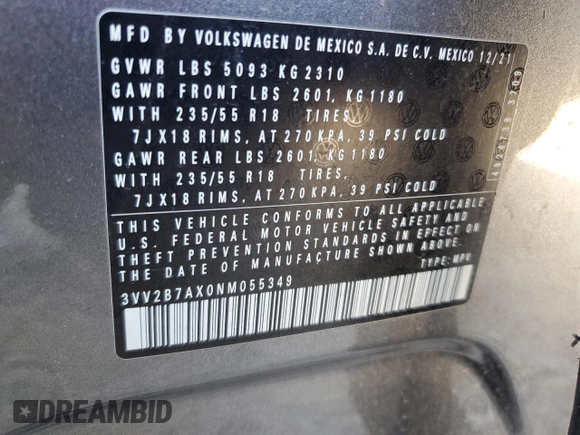 MFD BY VOLKSWAGEN DE MEXICO S.A. DE C.V. MEXICO 12/21
GVWR LBS 5093 KG 2310
GAWR FRONT LBS 2601, KG 1180
WITH 235/55 R18 TIRES,
7JX18 RIMS, AT 270 KPA, 39 PSI COLD
GAWR REAR LBS 2601, KG 1180
WITH 235/55 R18 TIRES,
7JX18 RIMS, AT 270 KPA, 39 PSI COLD
THIS VEHICLE CONFORMS TO ALL APPLICABLE
U.S. FEDERAL MOTOR VEHICLE SAFETY AND
THEFT PREVENTION STANDARDS IN EFFECT ON
THE DATE OF MANUFACTURE SHOWN ABOVE.
3VV2B7AX0NM055349
TYPE: MPV
DREAMBID